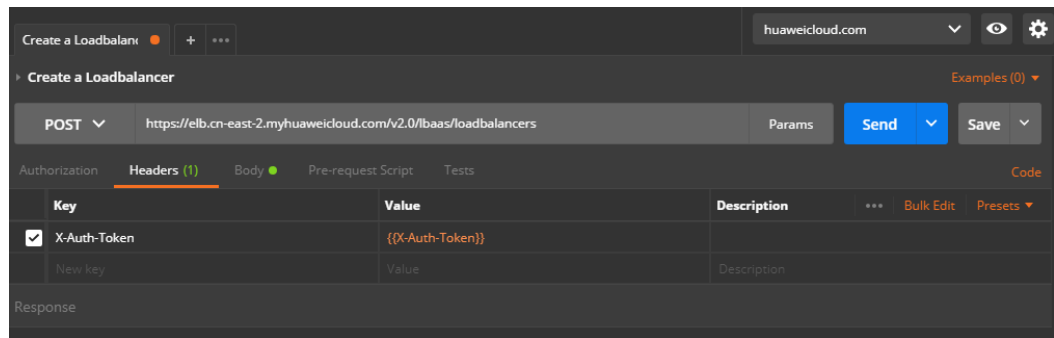 Create a Loadbalan
+
huaweicloud.com
Create a Loadbalancer
Examples (0)
POST
https://elb.cn-east-2.myhuaweicloud.com/v2.0/lbaas/loadbalancers
Params
Send
Save
Authorization
Headers (1)
Body
Pre-request Script
Tests
Code
Key
Value
Description
Bulk Edit
Presets
X-Auth-Token
{{X-Auth-Token}}
New key
Value
Description
Response